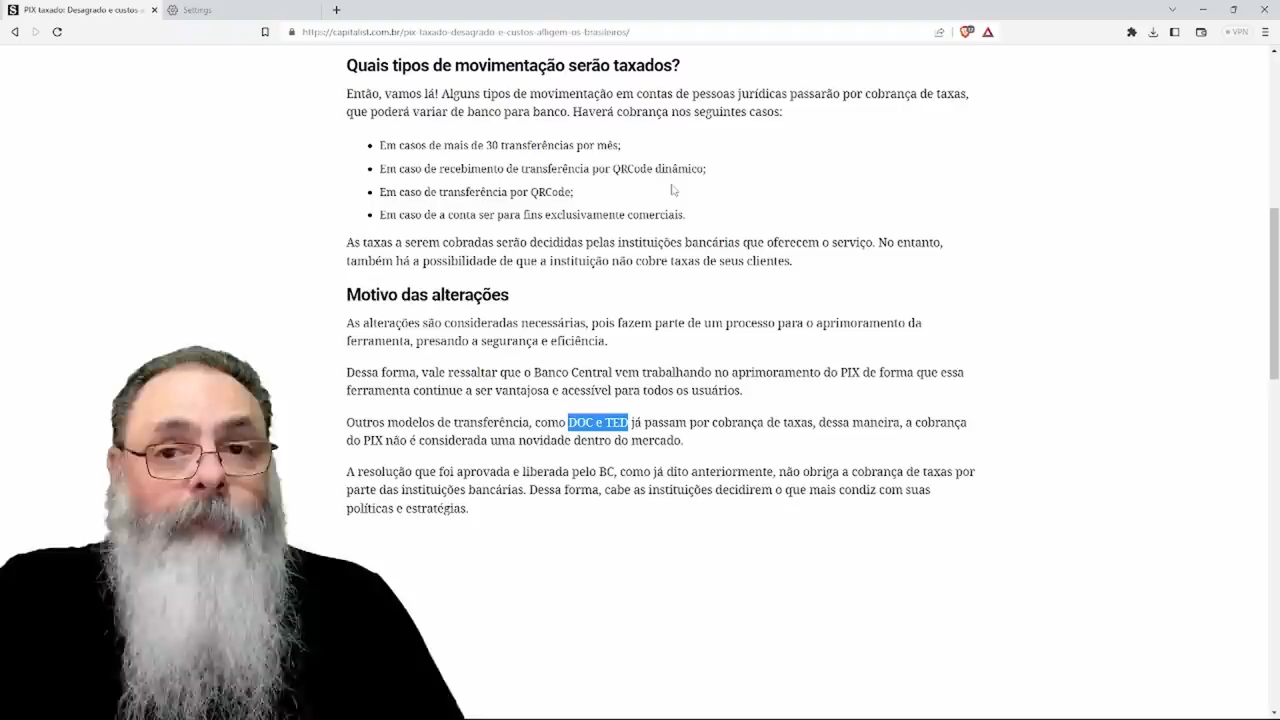 PIX taxado: Desagrado e custos a
Settings
https://capitalist.com.br/pix-taxado-desagrado-e-custos-afligem-os-brasileiros/
VPN
Quais tipos de movimentação serão taxados?
Então, vamos lá! Alguns tipos de movimentação em contas de pessoas jurídicas passarão por cobrança de taxas,
que poderá variar de banco para banco. Haverá cobrança nos seguintes casos:
• Em casos de mais de 30 transferências por mês;
• Em caso de recebimento de transferência por QRCode dinâmico;
• Em caso de transferência por QRCode;
• Em caso de a conta ser para fins exclusivamente comerciais.
As taxas a serem cobradas serão decididas pelas instituições bancárias que oferecem o serviço. No entanto,
também há a possibilidade de que a instituição não cobre taxas de seus clientes.
Motivo das alterações
As alterações são consideradas necessárias, pois fazem parte de um processo para o aprimoramento da
ferramenta, presando a segurança e eficiência.
Dessa forma, vale ressaltar que o Banco Central vem trabalhando no aprimoramento do PIX de forma que essa
ferramenta continue a ser vantajosa e acessível para todos os usuários.
Outros modelos de transferência, como DOC e TED já passam por cobrança de taxas, dessa maneira, a cobrança
do PIX não é considerada uma novidade dentro do mercado.
A resolução que foi aprovada e liberada pelo BC, como já dito anteriormente, não obriga a cobrança de taxas por
parte das instituições bancárias. Dessa forma, cabe as instituições decidirem o que mais condiz com suas
políticas e estratégias.